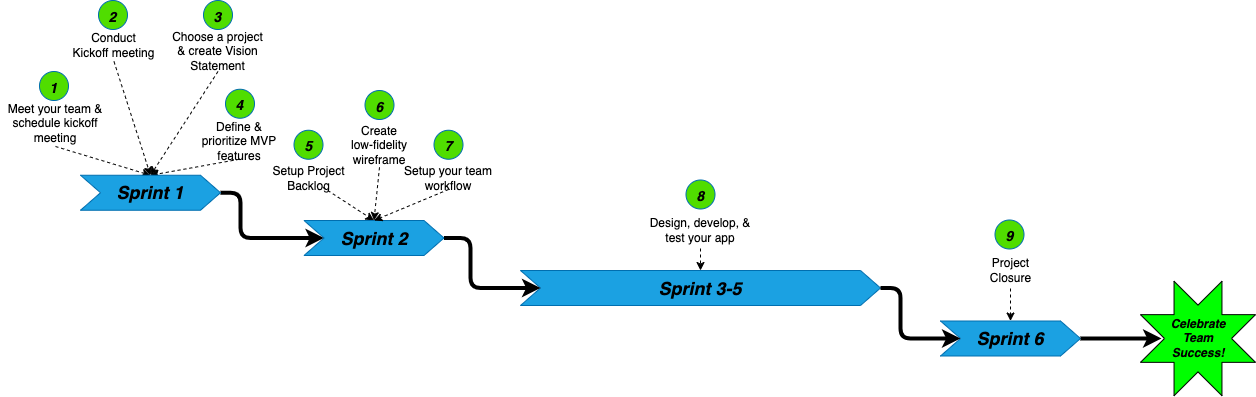 1
Meet your team &
schedule kickoff
meeting
2
Conduct
Kickoff meeting
3
Choose a project
& create Vision
Statement
4
Define &
prioritize MVP
features
Sprint 1
5
Setup Project
Backlog
6
Create
low-fidelity
wireframe
7
Setup your team
workflow
Sprint 2
8
Design, develop, &
test your app
Sprint 3-5
9
Project
Closure
Sprint 6
Celebrate
Team
Success!